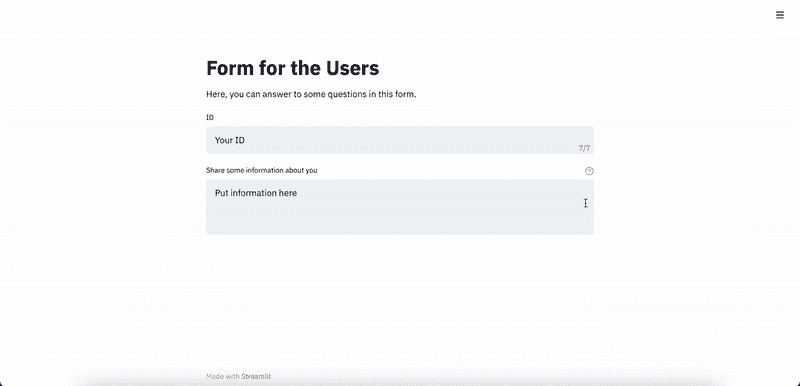 Form for the Users
Here, you can answer to some questions in this form.
ID
Your ID
7/7
Share some information about you
Put information here
Made with Streamlit